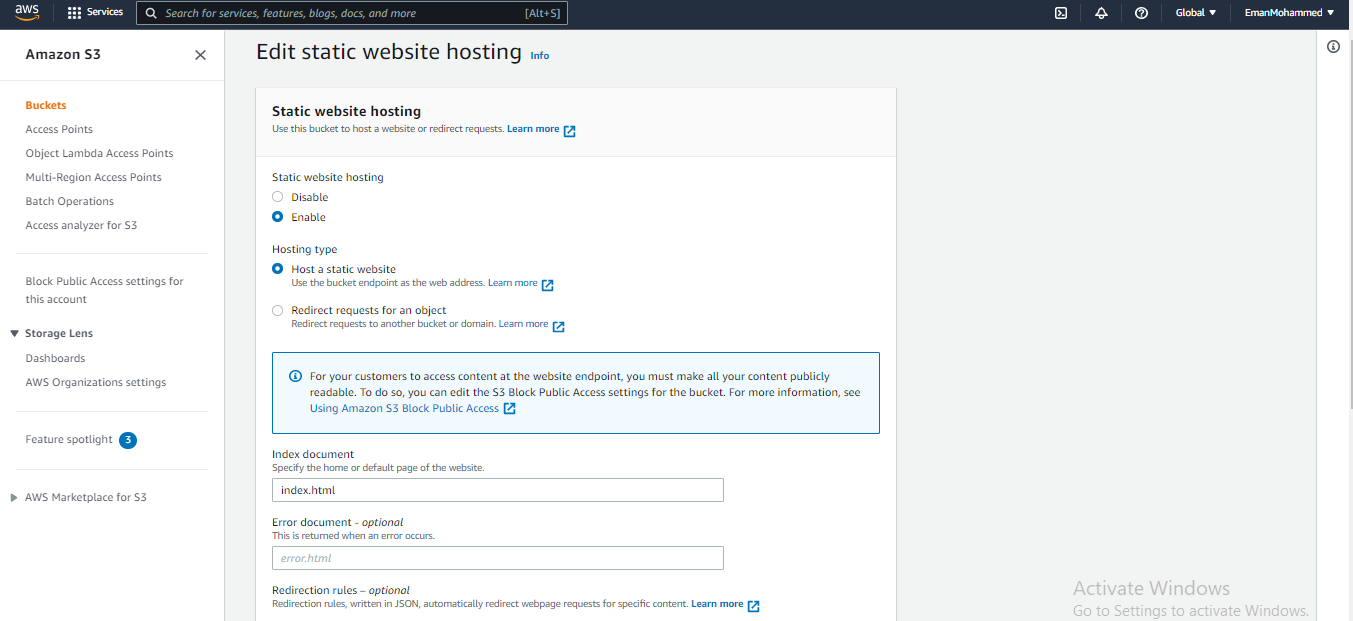 aws
Services
Search for services, features, blogs, docs, and more
[Alt+S]
Global ▼
EmanMohammed ▼
Amazon S3
Buckets
Access Points
Object Lambda Access Points
Multi-Region Access Points
Batch Operations
Access analyzer for S3
Block Public Access settings for
this account
Storage Lens
Dashboards
AWS Organizations settings
Feature spotlight 3
AWS Marketplace for S3
Edit static website hosting Info
Static website hosting
Use this bucket to host a website or redirect requests. Learn more
Static website hosting
Disable
Enable
Hosting type
Host a static website
Use the bucket endpoint as the web address. Learn more
Redirect requests for an object
Redirect requests to another bucket or domain. Learn more
For your customers to access content at the website endpoint, you must make all your content publicly
readable. To do so, you can edit the S3 Block Public Access settings for the bucket. For more information, see
Using Amazon S3 Block Public Access
Index document
Specify the home or default page of the website.
index.html
Error document - optional
This is returned when an error occurs.
error.html
Redirection rules – optional
Redirection rules, written in JSON, automatically redirect webpage requests for specific content. Learn more
Activate Windows
Go to Settings to activate Windows.